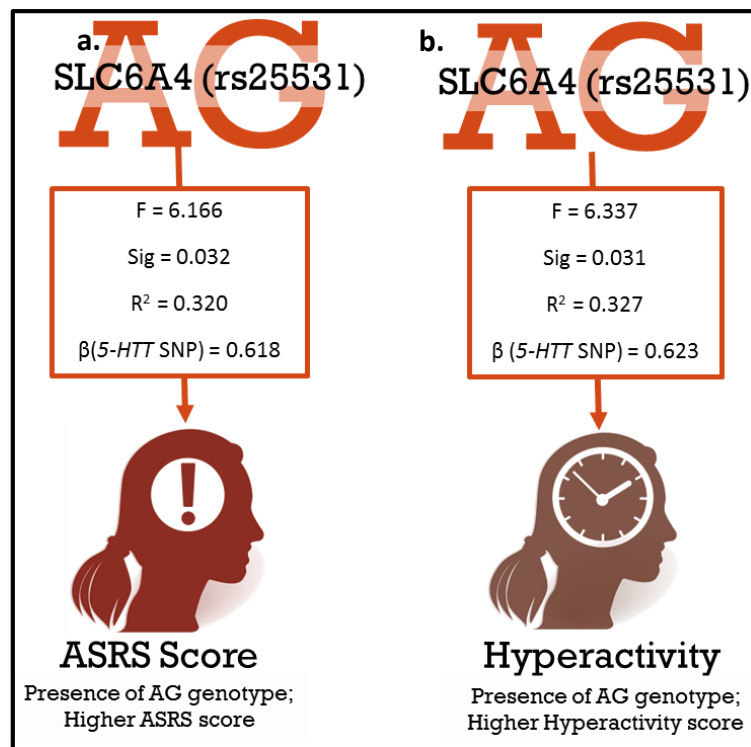 a.
AG
SLC6A4 (rs25531)
F = 6.166
Sig = 0.032
R² = 0.320
β(5-HTT SNP) = 0.618
!
ASRS Score
Presence of AG genotype;
Higher ASRS score
b.
AG
SLC6A4 (rs25531)
F = 6.337
Sig = 0.031
R² = 0.327
β (5-HTT SNP) = 0.623
Hyperactivity
Presence of AG genotype;
Higher Hyperactivity score